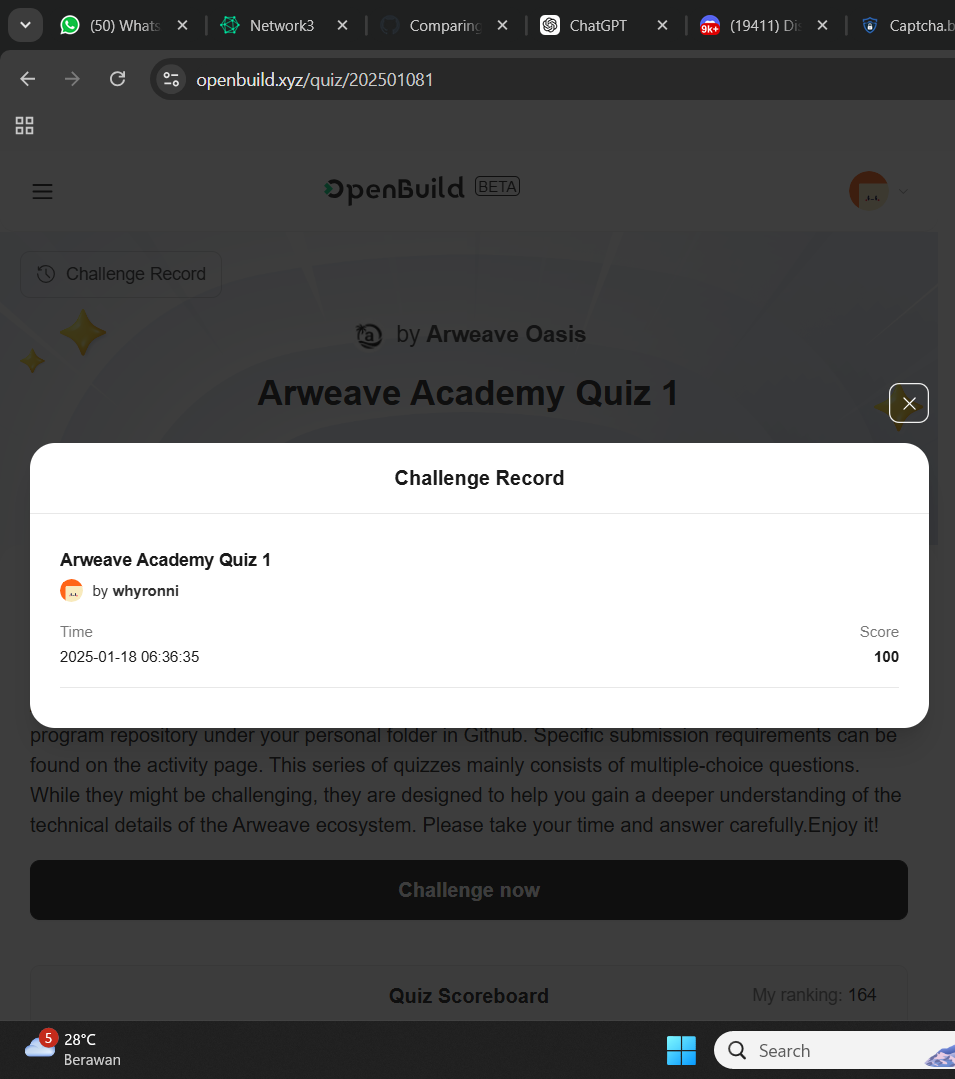 (50) Whats
Network3
Comparing
ChatGPT
9k+
(19411) Dis
Captcha.b
openbuild.xyz/quiz/202501081
OpenBuild BETA
Challenge Record
by Arweave Oasis
Arweave Academy Quiz 1
Challenge Record
Arweave Academy Quiz 1
by whyronni
Time
Score
2025-01-18 06:36:35
100
program repository under your personal folder in Github. Specific submission requirements can be
found on the activity page. This series of quizzes mainly consists of multiple-choice questions.
While they might be challenging, they are designed to help you gain a deeper understanding of the
technical details of the Arweave ecosystem. Please take your time and answer carefully.Enjoy it!
Challenge now
Quiz Scoreboard
My ranking: 164
5
28°C
Berawan
Search